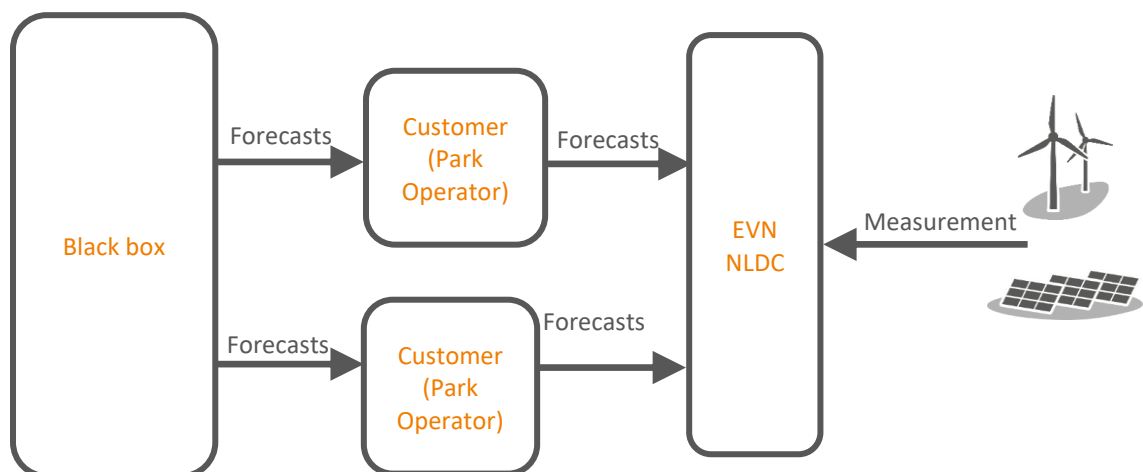 Black box
Forecasts
Customer
(Park
Operator)
Forecasts
Forecasts
Customer
(Park
Operator)
Forecasts
EVN
NLDC
Measurement